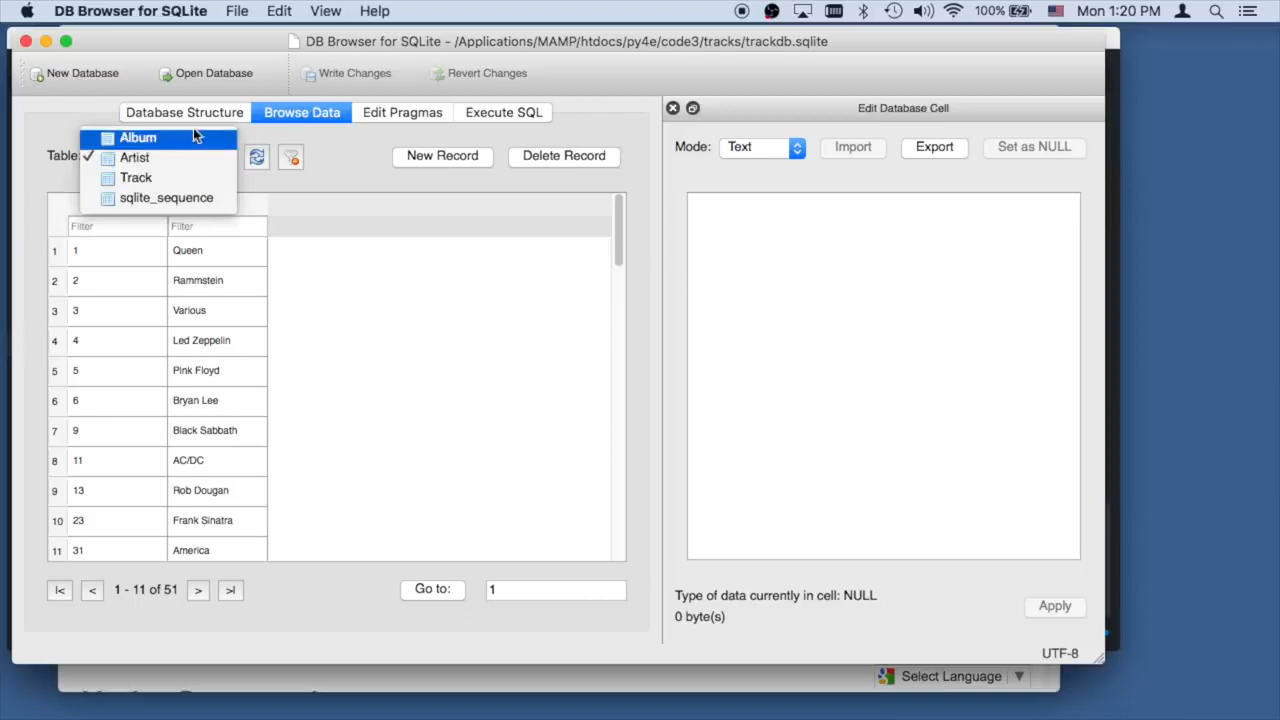 DB Browser for SQLite File Edit View Help 100% Mon 1:20 PM
DB Browser for SQLite - /Applications/MAMP/htdocs/py4e/code3/tracks/trackdb.sqlite
New Database Open Database Write Changes Revert Changes
Database Structure Browse Data Edit Pragmas Execute SQL
Edit Database Cell
Table:
Album
✓ Artist
Track
sqlite_sequence
New Record Delete Record
Mode: Text Import Export Set as NULL
Filter Filter
1 1 Queen
2 2 Rammstein
3 3 Various
4 4 Led Zeppelin
5 5 Pink Floyd
6 6 Bryan Lee
7 9 Black Sabbath
8 11 AC/DC
9 13 Rob Dougan
10 23 Frank Sinatra
11 31 America
|< < 1 - 11 of 51 > >| Go to: 1
Type of data currently in cell: NULL
0 byte(s)
Apply
UTF-8
Select Language ▼